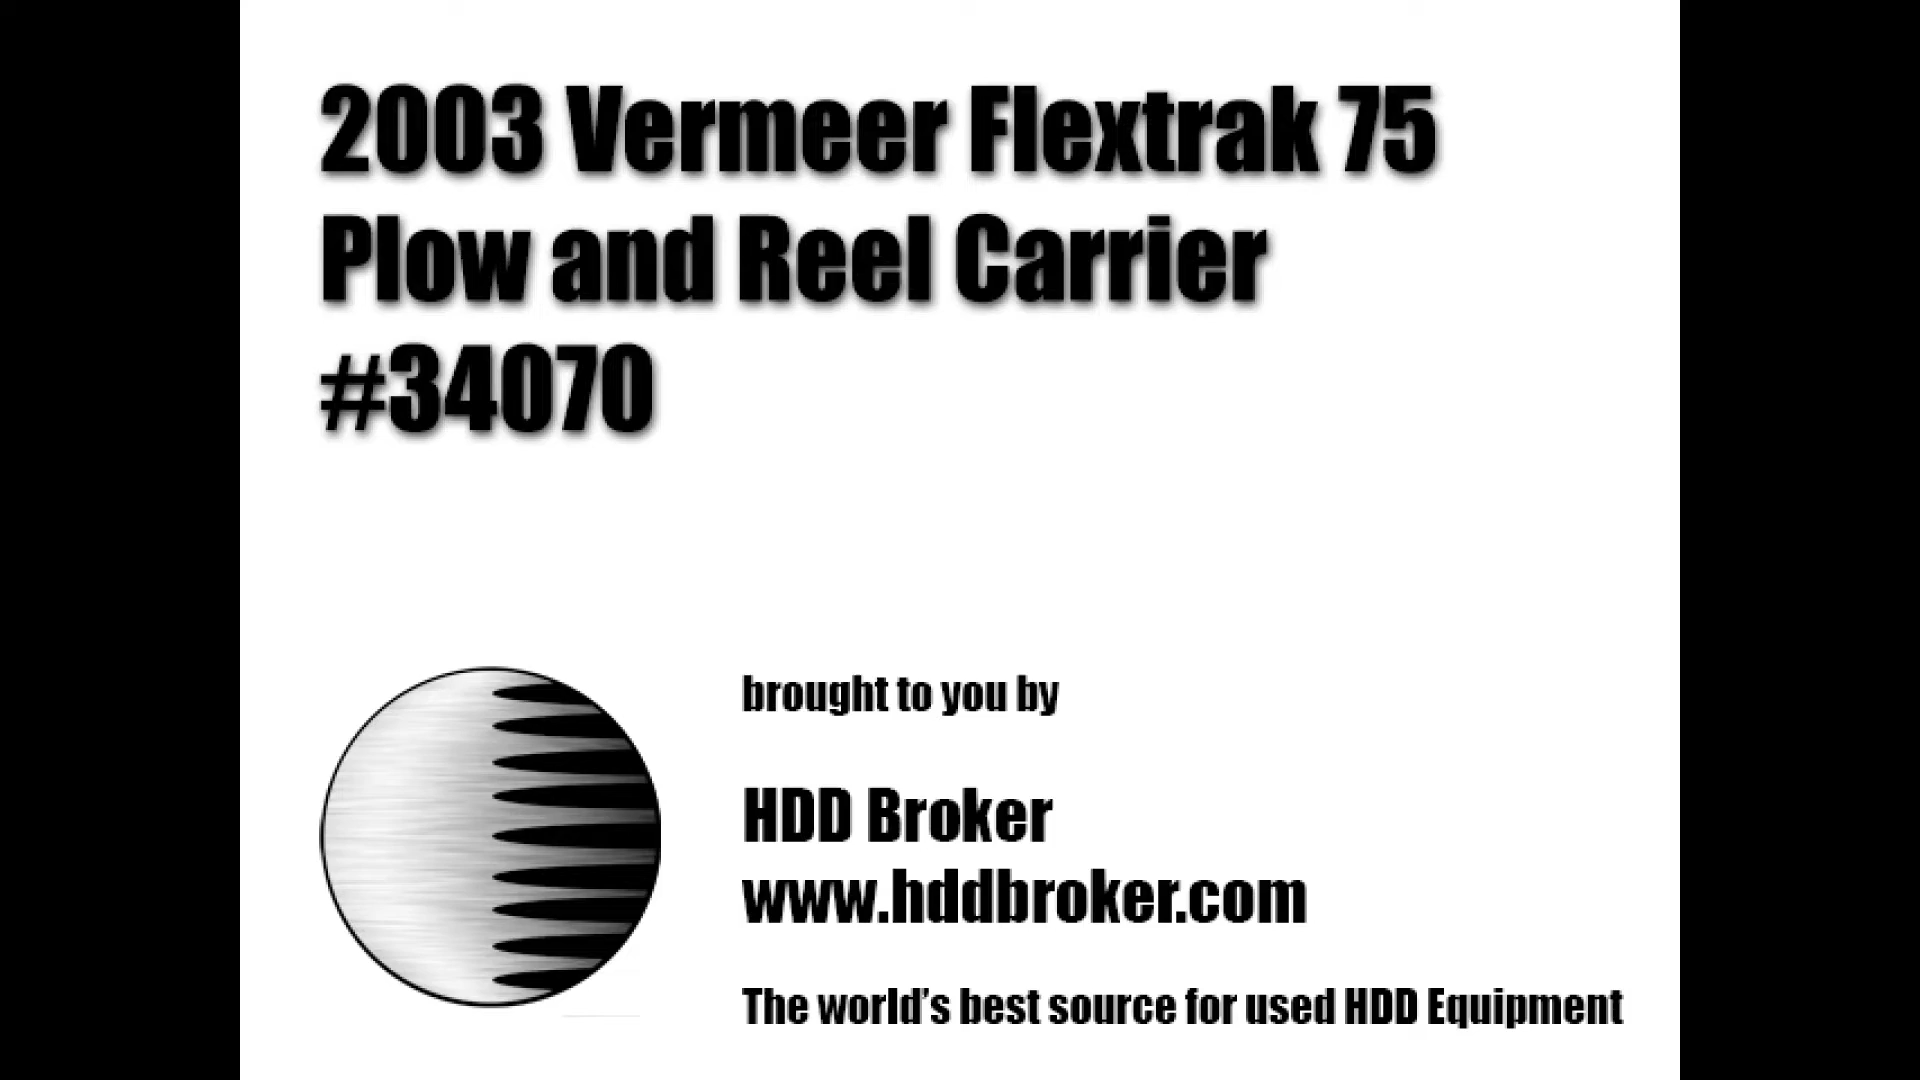 2003 Vermeer Flextrak 75
Plow and Reel Carrier
#34070
brought to you by
HDD Broker
www.hddbroker.com
The world’s best source for used HDD Equipment